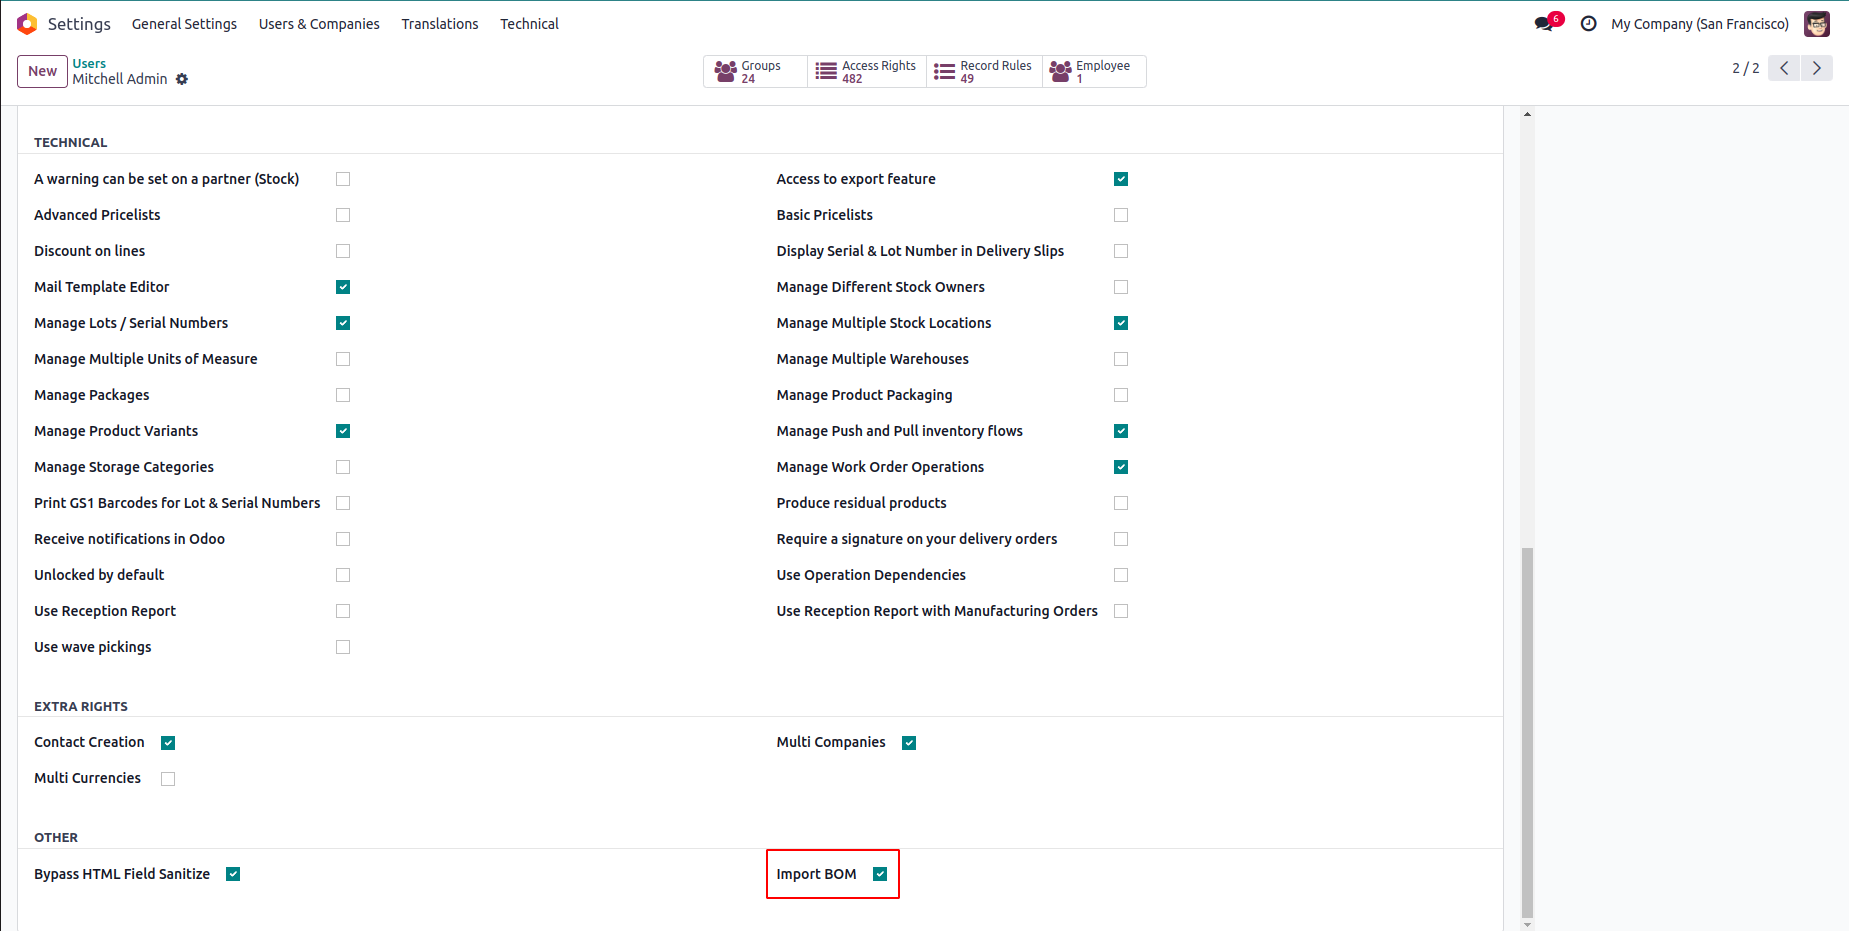 Settings General Settings Users & Companies Translations Technical 6 My Company (San Francisco)
New Users Groups Access Rights Record Rules Employee 2 / 2
Mitchell Admin 24 482 49 1
TECHNICAL
A warning can be set on a partner (Stock) Access to export feature
Advanced Pricelists Basic Pricelists
Discount on lines Display Serial & Lot Number in Delivery Slips
Mail Template Editor Manage Different Stock Owners
Manage Lots / Serial Numbers Manage Multiple Stock Locations
Manage Multiple Units of Measure Manage Multiple Warehouses
Manage Packages Manage Product Packaging
Manage Product Variants Manage Push and Pull inventory flows
Manage Storage Categories Manage Work Order Operations
Print GS1 Barcodes for Lot & Serial Numbers Produce residual products
Receive notifications in Odoo Require a signature on your delivery orders
Unlocked by default Use Operation Dependencies
Use Reception Report Use Reception Report with Manufacturing Orders
Use wave pickings
EXTRA RIGHTS
Contact Creation Multi Companies
Multi Currencies
OTHER
Bypass HTML Field Sanitize Import BOM